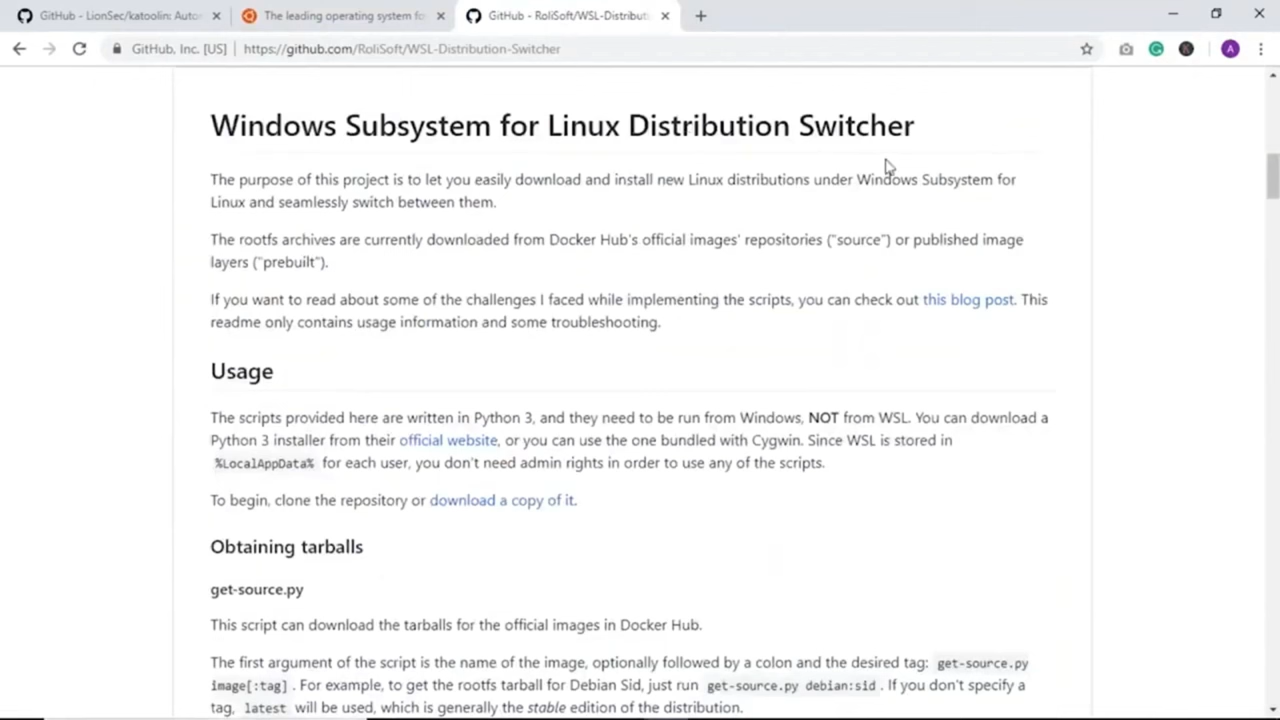 GitHub - LionSec/katoolin: Autor
The leading operating system fo
GitHub - RoliSoft/WSL-Distributi
GitHub, Inc. [US]
https://github.com/RoliSoft/WSL-Distribution-Switcher
A
Windows Subsystem for Linux Distribution Switcher
The purpose of this project is to let you easily download and install new Linux distributions under Windows Subsystem for
Linux and seamlessly switch between them.
The rootfs archives are currently downloaded from Docker Hub's official images' repositories ("source") or published image
layers ("prebuilt").
If you want to read about some of the challenges I faced while implementing the scripts, you can check out this blog post. This
readme only contains usage information and some troubleshooting.
Usage
The scripts provided here are written in Python 3, and they need to be run from Windows, NOT from WSL. You can download a
Python 3 installer from their official website, or you can use the one bundled with Cygwin. Since WSL is stored in
%LocalAppData% for each user, you don't need admin rights in order to use any of the scripts.
To begin, clone the repository or download a copy of it.
Obtaining tarballs
get-source.py
This script can download the tarballs for the official images in Docker Hub.
The first argument of the script is the name of the image, optionally followed by a colon and the desired tag: get-source.py
image[:tag] . For example, to get the rootfs tarball for Debian Sid, just run get-source.py debian:sid . If you don't specify a
tag, latest will be used, which is generally the stable edition of the distribution.